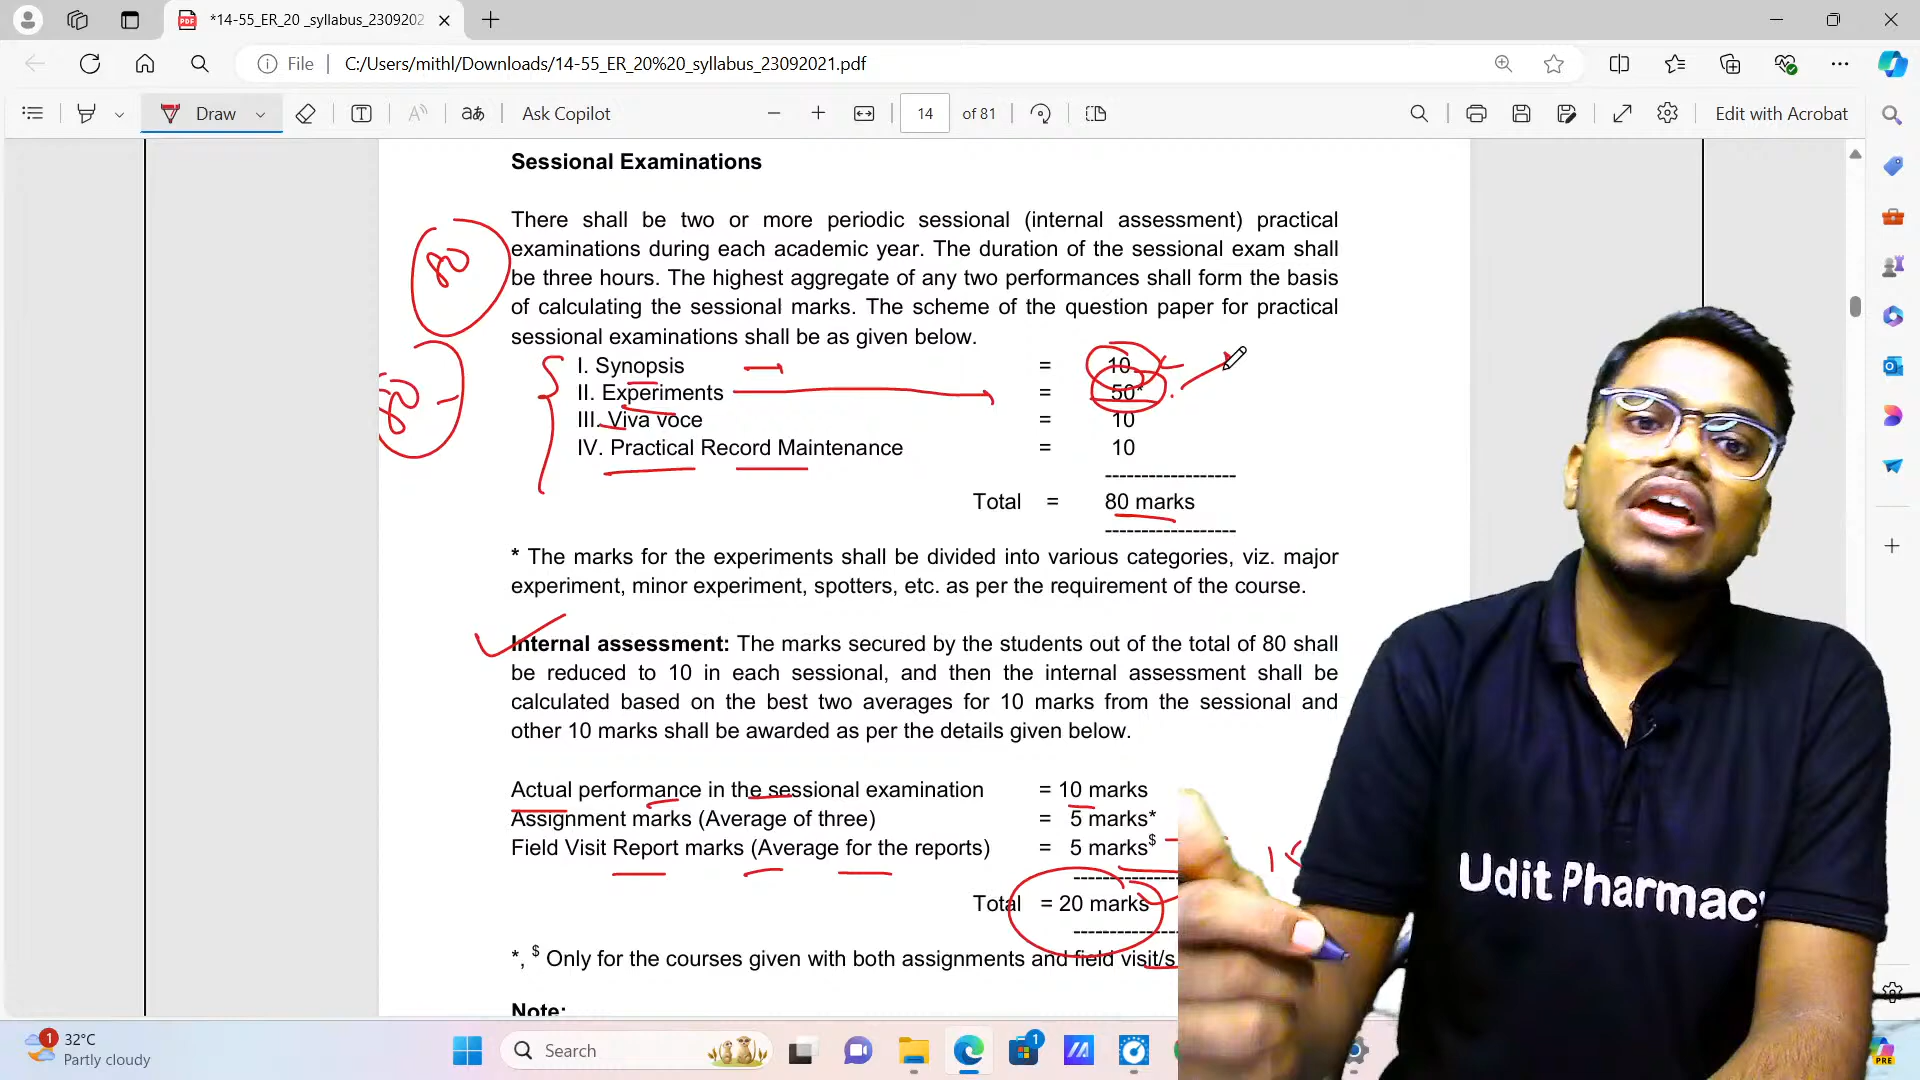 *14-55_ER_20 _syllabus_2309202
File
C:/Users/mithl/Downloads/14-55_ER_20%20_syllabus_23092021.pdf
Draw
T
A
aあ
Ask Copilot
14 of 81
Edit with Acrobat
Sessional Examinations
There shall be two or more periodic sessional (internal assessment) practical
examinations during each academic year. The duration of the sessional exam shall
be three hours. The highest aggregate of any two performances shall form the basis
of calculating the sessional marks. The scheme of the question paper for practical
sessional examinations shall be as given below.
80
80
I. Synopsis = 10
II. Experiments = 50*
III. Viva voce = 10
IV. Practical Record Maintenance = 10
------------------
Total = 80 marks
------------------
* The marks for the experiments shall be divided into various categories, viz. major
experiment, minor experiment, spotters, etc. as per the requirement of the course.
Internal assessment: The marks secured by the students out of the total of 80 shall
be reduced to 10 in each sessional, and then the internal assessment shall be
calculated based on the best two averages for 10 marks from the sessional and
other 10 marks shall be awarded as per the details given below.
Actual performance in the sessional examination = 10 marks
Assignment marks (Average of three) = 5 marks*
Field Visit Report marks (Average for the reports) = 5 marks$
Total = 20 marks
*, $ Only for the courses given with both assignments and field visit/s
Note:
Udit Pharmac
1
32°C
Partly cloudy
Search
1
PRE